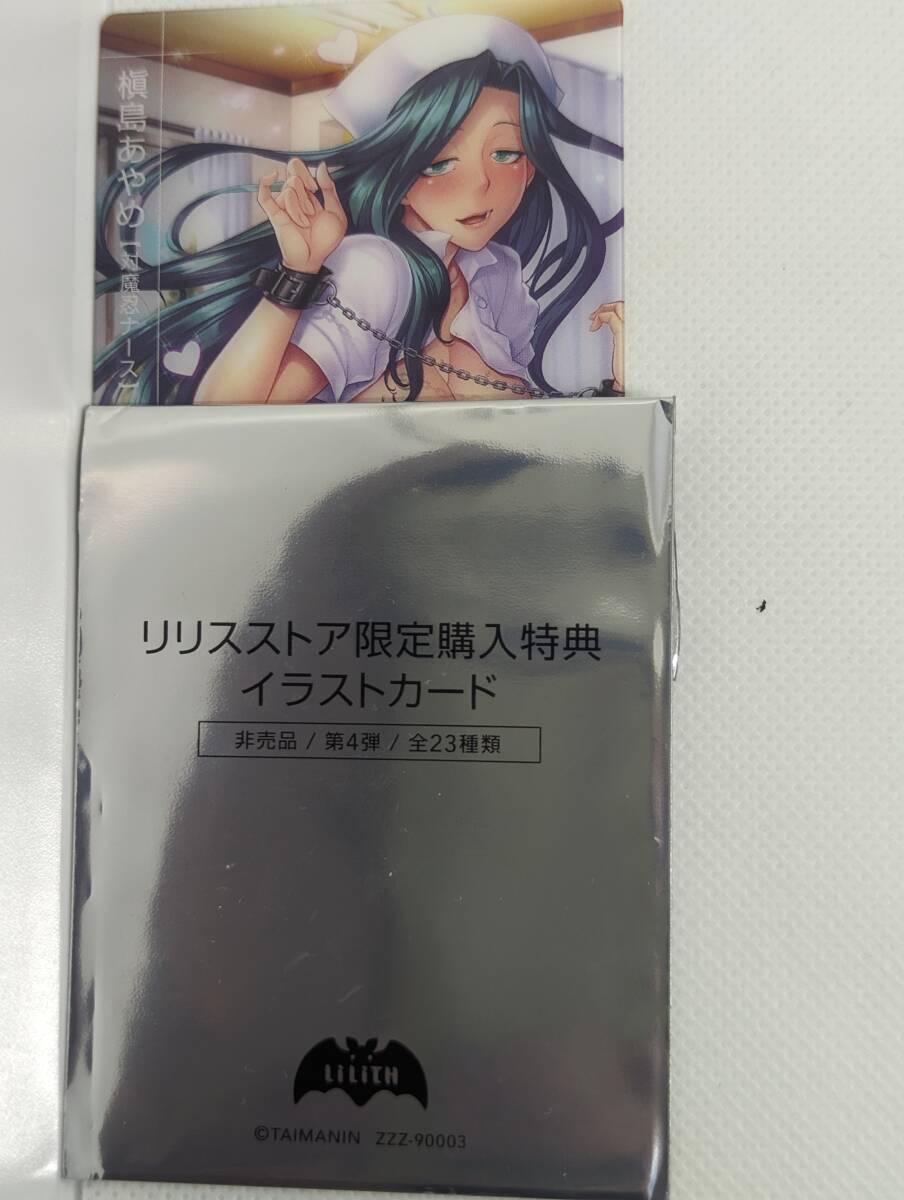 槇島あやめ【対魔忍ナース】
リリスストア限定購入特典
イラストカード
非売品 / 第4弾 / 全23種類
LiLiTH
©TAIMANIN ZZZ-90003